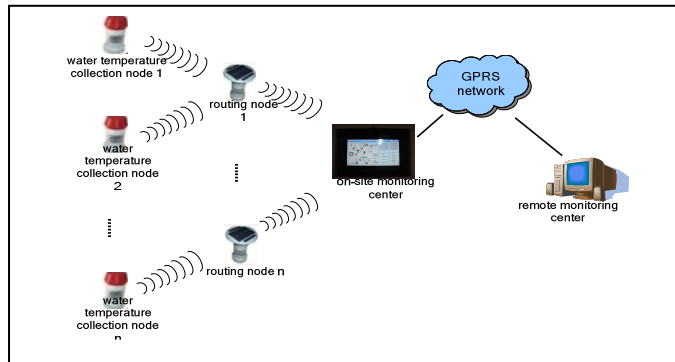 water temperature
collection node 1
routing node
1
GPRS
network
water
temperature
collection node
2
on-site monitoring
center
remote monitoring
center
routing node n
water
temperature
collection node
n